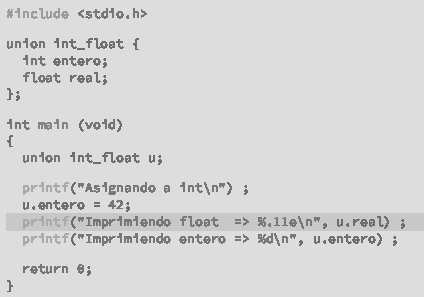 #include <stdio.h>
union int_float {
int entero;
float real;
};
int main (void)
{
union int_float u;
printf("Asignando a int\n") ;
u.entero = 42;
printf("Imprimiendo float  => %.11e\n", u.real) ;
printf("Imprimiendo entero => %d\n", u.entero) ;
return 0;
}